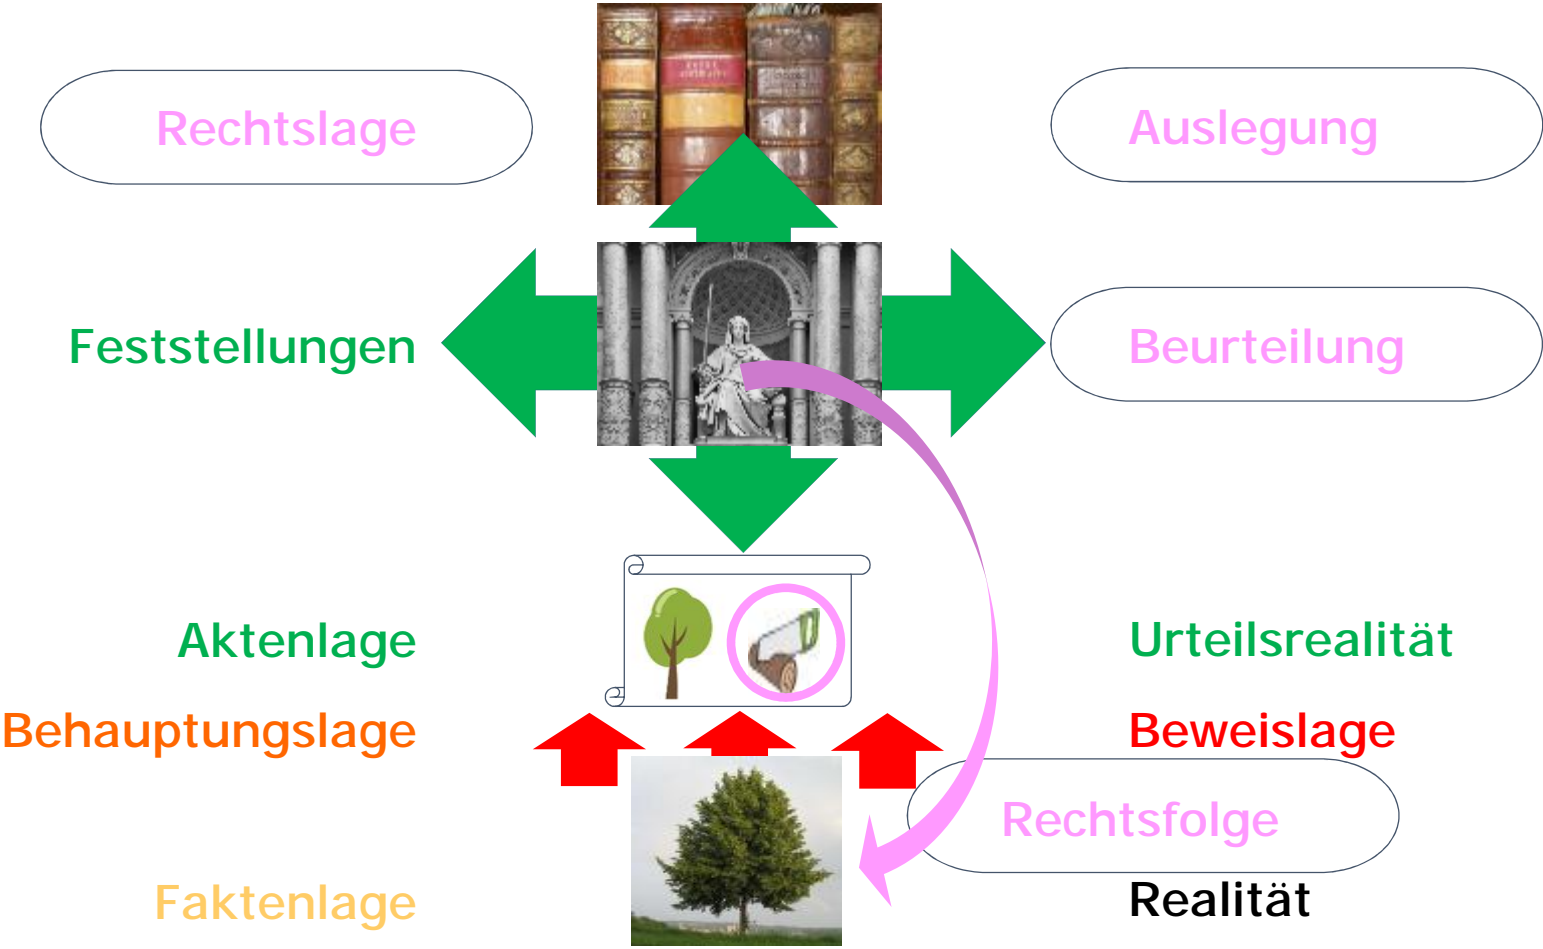 Rechtslage
Auslegung
Feststellungen
Beurteilung
Aktenlage
Urteilsrealität
Behauptungslage
Beweislage
Rechtsfolge
Faktenlage
Realität